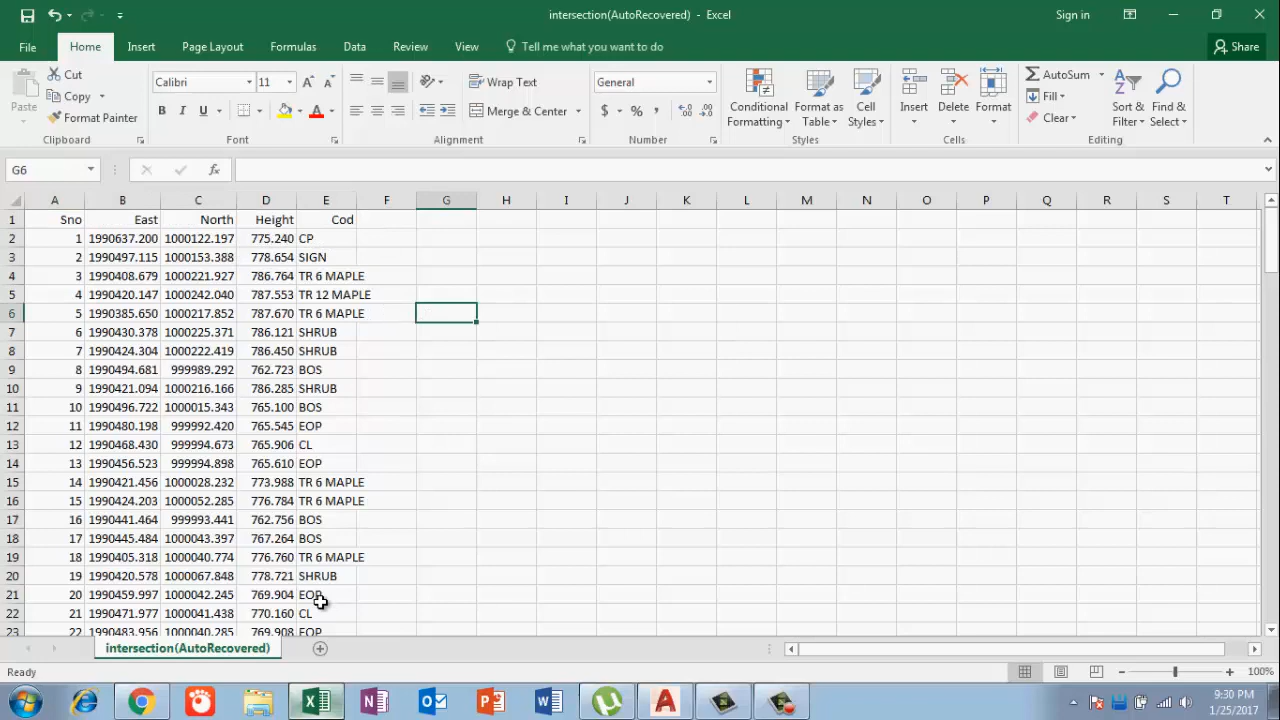 intersection(AutoRecovered) - Excel
Sign in
File Home Insert Page Layout Formulas Data Review View Tell me what you want to do Share
Paste
Cut
Copy
Format Painter
Clipboard
Calibri 11
B I U
Font
Wrap Text
Merge & Center
Alignment
General
$ % ,
Number
Conditional Formatting
Format as Table
Cell Styles
Styles
Insert Delete Format
Cells
AutoSum
Fill
Clear
Sort & Filter
Find & Select
Editing
G6 fx
A B C D E F G H I J K L M N O P Q R S T
1 Sno East North Height Cod
2 1 1990637.200 1000122.197 775.240 CP
3 2 1990497.115 1000153.388 778.654 SIGN
4 3 1990408.679 1000221.927 786.764 TR 6 MAPLE
5 4 1990420.147 1000242.040 787.553 TR 12 MAPLE
6 5 1990385.650 1000217.852 787.670 TR 6 MAPLE
7 6 1990430.378 1000225.371 786.121 SHRUB
8 7 1990424.304 1000222.419 786.450 SHRUB
9 8 1990494.681 999989.292 762.723 BOS
10 9 1990421.094 1000216.166 786.285 SHRUB
11 10 1990496.722 1000015.343 765.100 BOS
12 11 1990480.198 999992.420 765.545 EOP
13 12 1990468.430 999994.673 765.906 CL
14 13 1990456.523 999994.898 765.610 EOP
15 14 1990421.456 1000028.232 773.988 TR 6 MAPLE
16 15 1990424.203 1000052.285 776.784 TR 6 MAPLE
17 16 1990441.464 999993.441 762.756 BOS
18 17 1990445.484 1000043.397 767.264 BOS
19 18 1990405.318 1000040.774 776.760 TR 6 MAPLE
20 19 1990420.578 1000067.848 778.721 SHRUB
21 20 1990459.997 1000042.245 769.904 EOP
22 21 1990471.977 1000041.438 770.160 CL
23 22 1990483.956 1000040.285 769.908 EOP
intersection(AutoRecovered)
Ready
100%
9:30 PM
1/25/2017